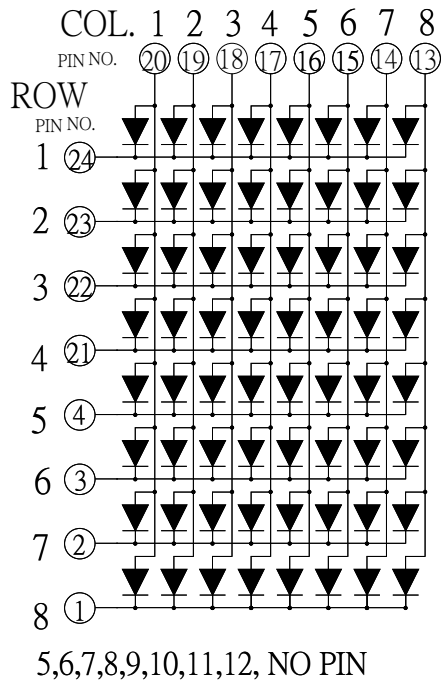 COL. 1 2 3 4 5 6 7 8
PIN NO. 20 19 18 17 16 15 14 13
ROW
PIN NO.
1 24
2 23
3 22
4 21
5 4
6 3
7 2
8 1
5,6,7,8,9,10,11,12, NO PIN